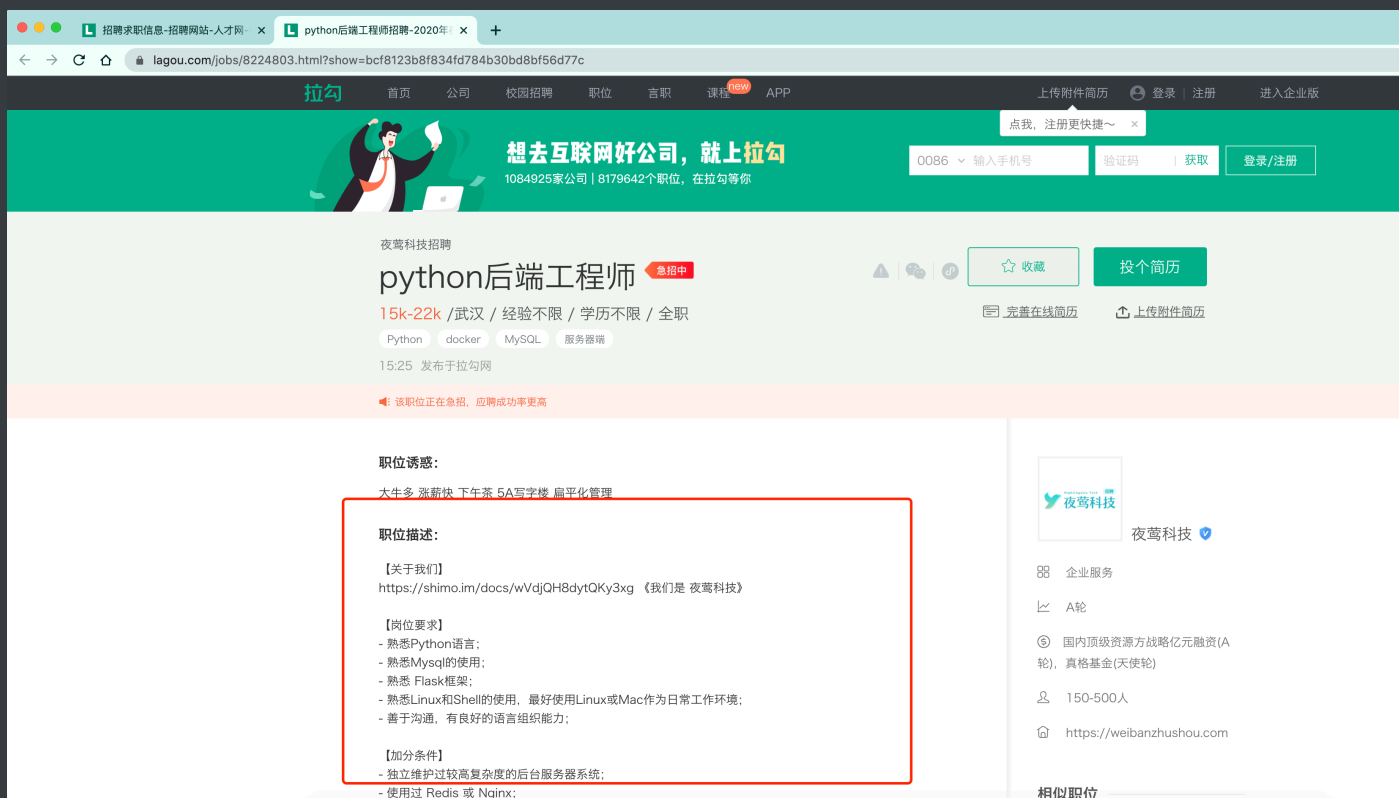 招聘求职信息-招聘网站-人才网-
python后端工程师招聘-2020年
lagou.com/jobs/8224803.html?show=bcf8123b8f834fd784b30bd8bf56d77c
拉勾 首页 公司 校园招聘 职位 言职 课程 new APP 上传附件简历 登录 | 注册 进入企业版
点我，注册更快捷～ ×
想去互联网好公司，就上拉勾
1084925家公司 | 8179642个职位，在拉勾等你
0086 输入手机号 验证码 | 获取 登录/注册
夜莺科技招聘
python后端工程师 急招中
收藏 投个简历
15k-22k /武汉 / 经验不限 / 学历不限 / 全职
完善在线简历 上传附件简历
Python docker MySQL 服务器端
15:25 发布于拉勾网
该职位正在急招，应聘成功率更高
职位诱惑：
大牛多 涨薪快 下午茶 5A写字楼 扁平化管理
职位描述：
【关于我们】
https://shimo.im/docs/wVdjQH8dytQKy3xg 《我们是 夜莺科技》
【岗位要求】
- 熟悉Python语言；
- 熟悉Mysql的使用；
- 熟悉 Flask框架；
- 熟悉Linux和Shell的使用，最好使用Linux或Mac作为日常工作环境；
- 善于沟通，有良好的语言组织能力；
【加分条件】
- 独立维护过较高复杂度的后台服务器系统；
- 使用过 Redis 或 Nginx；
夜莺科技
夜莺科技
企业服务
A轮
国内顶级资源方战略亿元融资(A
轮)，真格基金(天使轮)
150-500人
https://weibanzhushou.com
相似职位